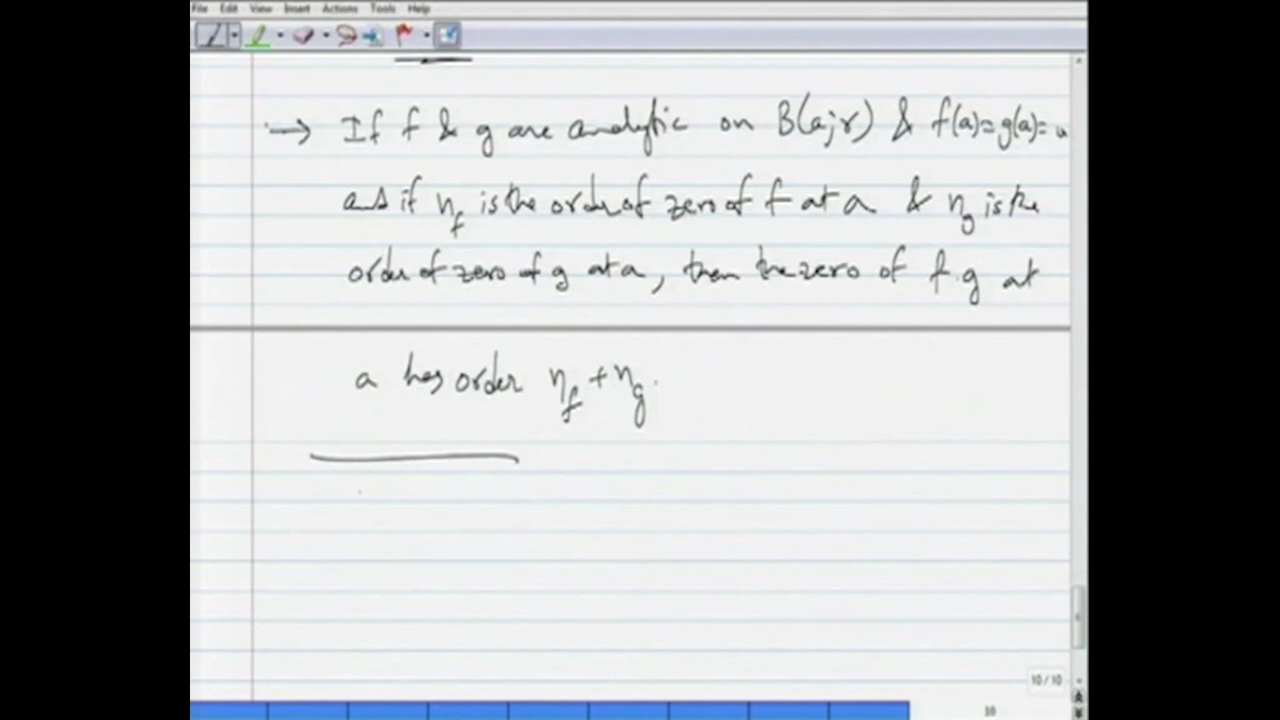 File Edit View Insert Actions Tools Help
→ If f & g are analytic on B(a;r) & f(a)=g(a)=0
and if n_f is the order of zero of f at a & n_g is the
order of zero of g at a, then the zero of f.g at
a has order n_f + n_g.
10 / 10
10